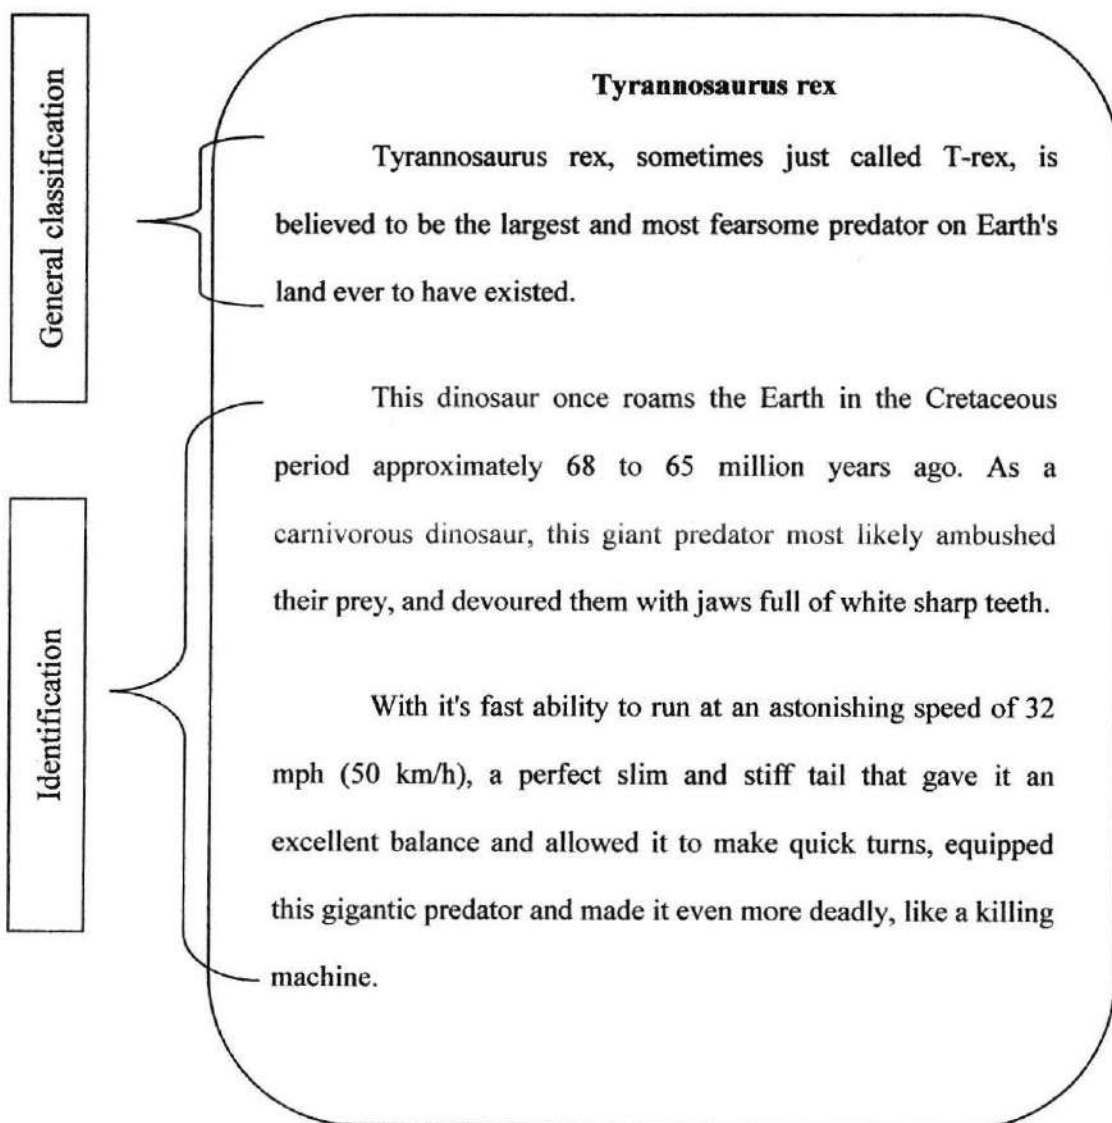 General classification
Tyrannosaurus rex
Tyrannosaurus rex, sometimes just called T-rex, is
believed to be the largest and most fearsome predator on Earth's
land ever to have existed.
Identification
This dinosaur once roams the Earth in the Cretaceous
period approximately 68 to 65 million years ago. As a
carnivorous dinosaur, this giant predator most likely ambushed
their prey, and devoured them with jaws full of white sharp teeth.
With it's fast ability to run at an astonishing speed of 32
mph (50 km/h), a perfect slim and stiff tail that gave it an
excellent balance and allowed it to make quick turns, equipped
this gigantic predator and made it even more deadly, like a killing
machine.